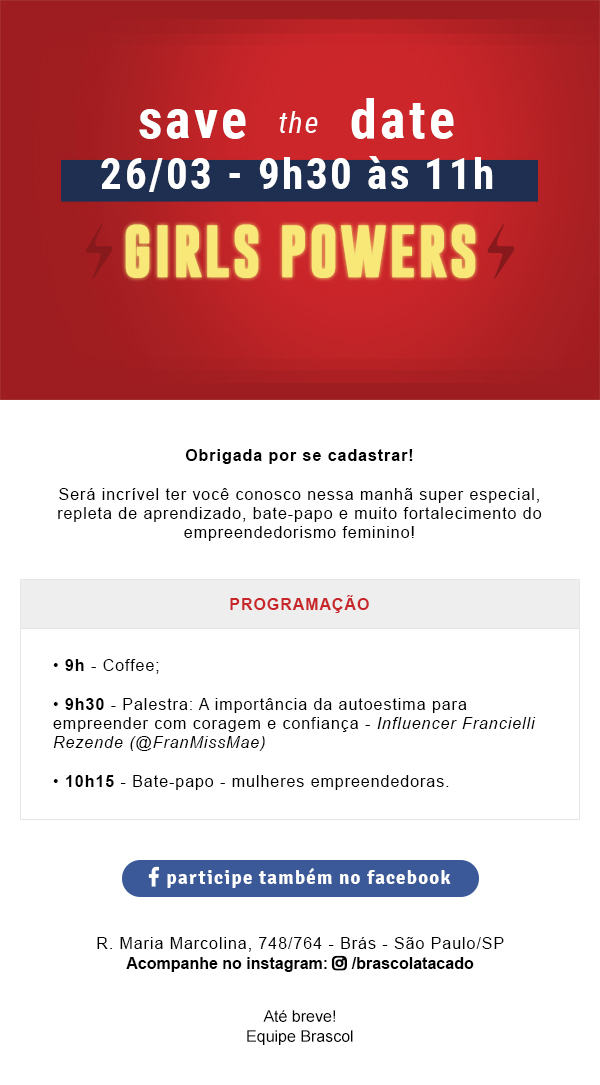 save the date
26/03 - 9h30 às 11h
GIRLS POWERS
Obrigada por se cadastrar!
Será incrível ter você conosco nessa manhã super especial,
repleta de aprendizado, bate-papo e muito fortalecimento do
empreendedorismo feminino!
PROGRAMAÇÃO
• 9h - Coffee;
• 9h30 - Palestra: A importância da autoestima para
empreender com coragem e confiança - Influencer Francielli
Rezende (@FranMissMae)
• 10h15 - Bate-papo - mulheres empreendedoras.
participe também no facebook
R. Maria Marcolina, 748/764 - Brás - São Paulo/SP
Acompanhe no instagram: /brascolatacado
Até breve!
Equipe Brascol